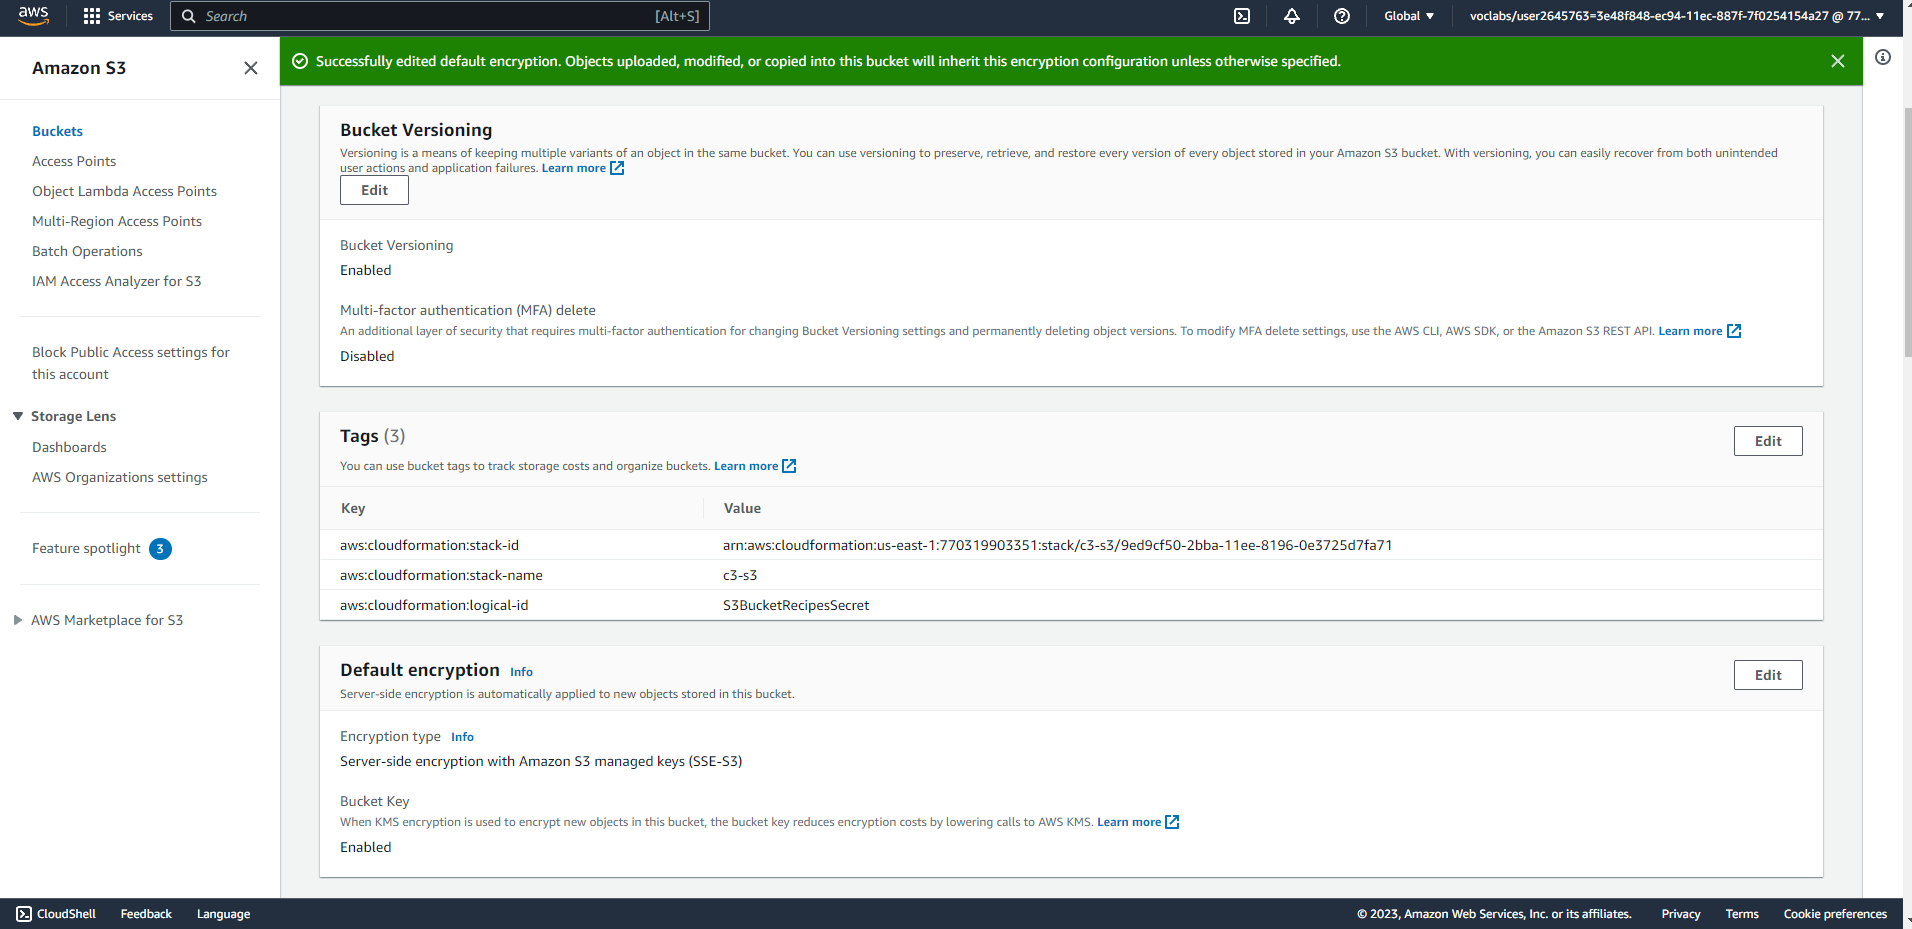 aws
Services
Search
[Alt+S]
Global
voclabs/user2645763=3e48f848-ec94-11ec-887f-7f0254154a27 @ 77...
Amazon S3
Buckets
Access Points
Object Lambda Access Points
Multi-Region Access Points
Batch Operations
IAM Access Analyzer for S3
Block Public Access settings for
this account
Storage Lens
Dashboards
AWS Organizations settings
Feature spotlight 3
AWS Marketplace for S3
Successfully edited default encryption. Objects uploaded, modified, or copied into this bucket will inherit this encryption configuration unless otherwise specified.
Bucket Versioning
Versioning is a means of keeping multiple variants of an object in the same bucket. You can use versioning to preserve, retrieve, and restore every version of every object stored in your Amazon S3 bucket. With versioning, you can easily recover from both unintended
user actions and application failures. Learn more
Edit
Bucket Versioning
Enabled
Multi-factor authentication (MFA) delete
An additional layer of security that requires multi-factor authentication for changing Bucket Versioning settings and permanently deleting object versions. To modify MFA delete settings, use the AWS CLI, AWS SDK, or the Amazon S3 REST API. Learn more
Disabled
Tags (3)
Edit
You can use bucket tags to track storage costs and organize buckets. Learn more
Key Value
aws:cloudformation:stack-id arn:aws:cloudformation:us-east-1:770319903351:stack/c3-s3/9ed9cf50-2bba-11ee-8196-0e3725d7fa71
aws:cloudformation:stack-name c3-s3
aws:cloudformation:logical-id S3BucketRecipesSecret
Default encryption Info
Edit
Server-side encryption is automatically applied to new objects stored in this bucket.
Encryption type Info
Server-side encryption with Amazon S3 managed keys (SSE-S3)
Bucket Key
When KMS encryption is used to encrypt new objects in this bucket, the bucket key reduces encryption costs by lowering calls to AWS KMS. Learn more
Enabled
CloudShell Feedback Language
© 2023, Amazon Web Services, Inc. or its affiliates. Privacy Terms Cookie preferences